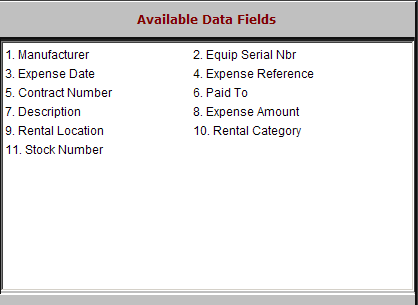 Available Data Fields
1. Manufacturer 2. Equip Serial Nbr
3. Expense Date 4. Expense Reference
5. Contract Number 6. Paid To
7. Description 8. Expense Amount
9. Rental Location 10. Rental Category
11. Stock Number